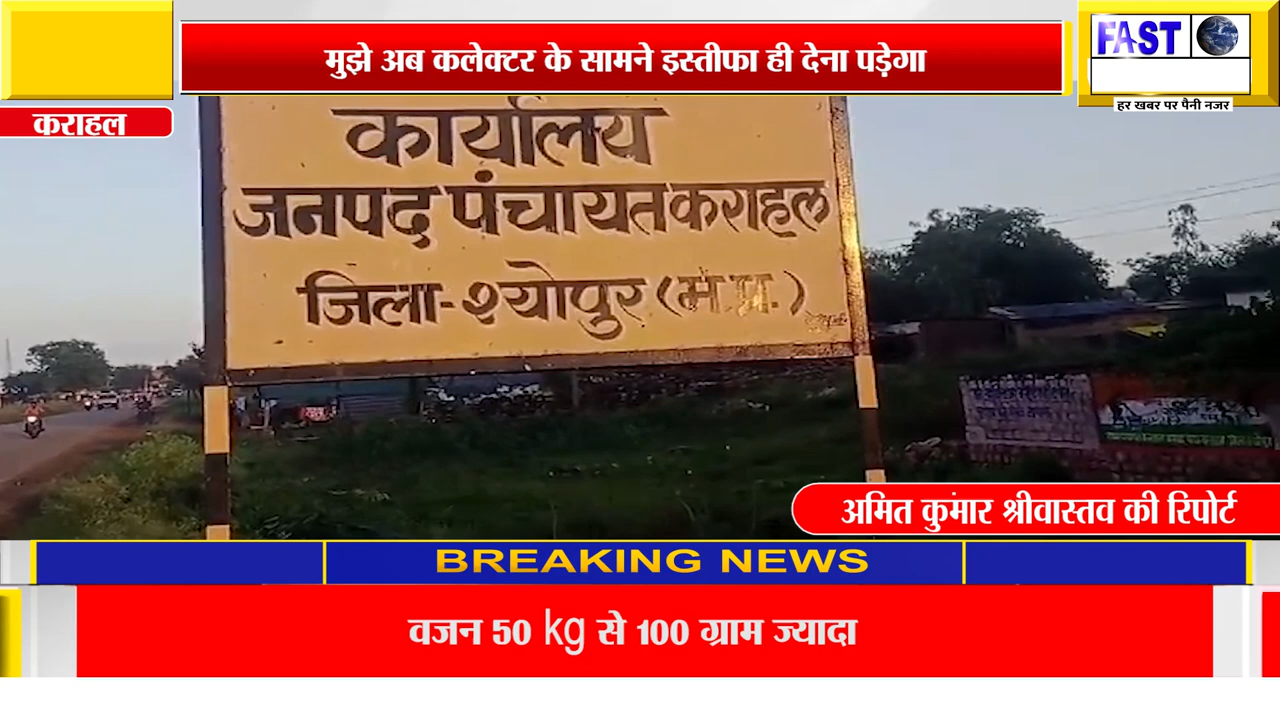 मुझे अब कलेक्टर के सामने इस्तीफा ही देना पड़ेगा
FAST
हर खबर पर पैनी नजर
कराहल
कार्यालय
जनपद पंचायत कराहल
जिला-श्योपुर (म.प्र.)
अमित कुमार श्रीवास्तव की रिपोर्ट
BREAKING NEWS
वजन 50 kg से 100 ग्राम ज्यादा